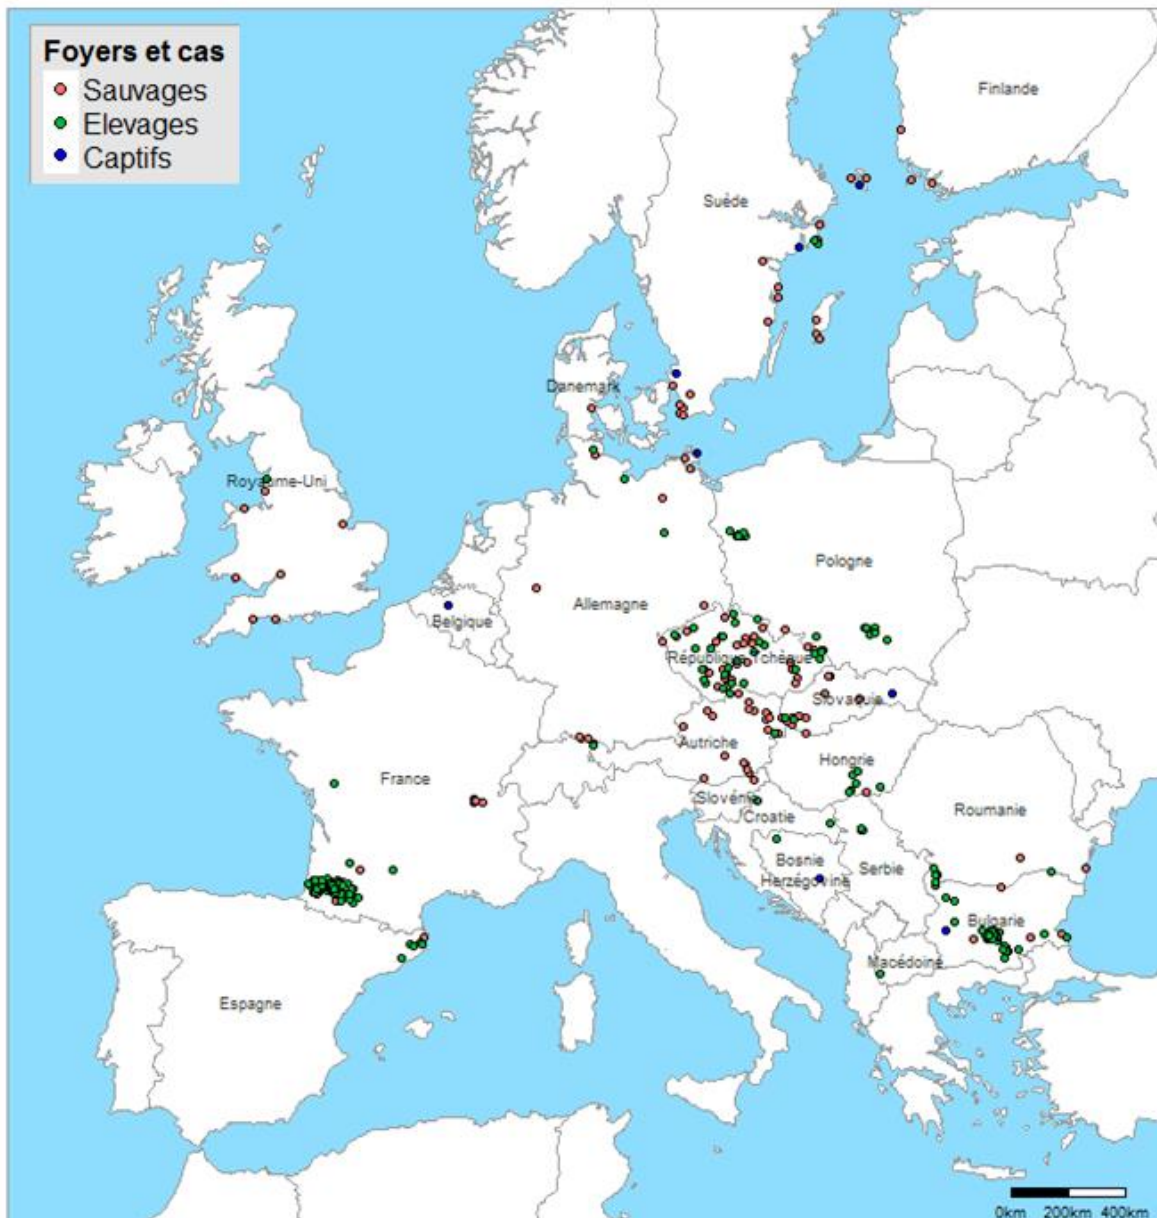 Foyers et cas
Sauvages
Elevages
Captifs
Finlande
Suède
Danemark
Royaume-Uni
Pologne
Allemagne
Belgique
République Tchèque
Slovaquie
Autriche
Hongrie
France
Slovénie
Croatie
Roumanie
Bosnie
Herzégovine
Serbie
Bulgarie
Macédoine
Espagne
0km 200km 400km